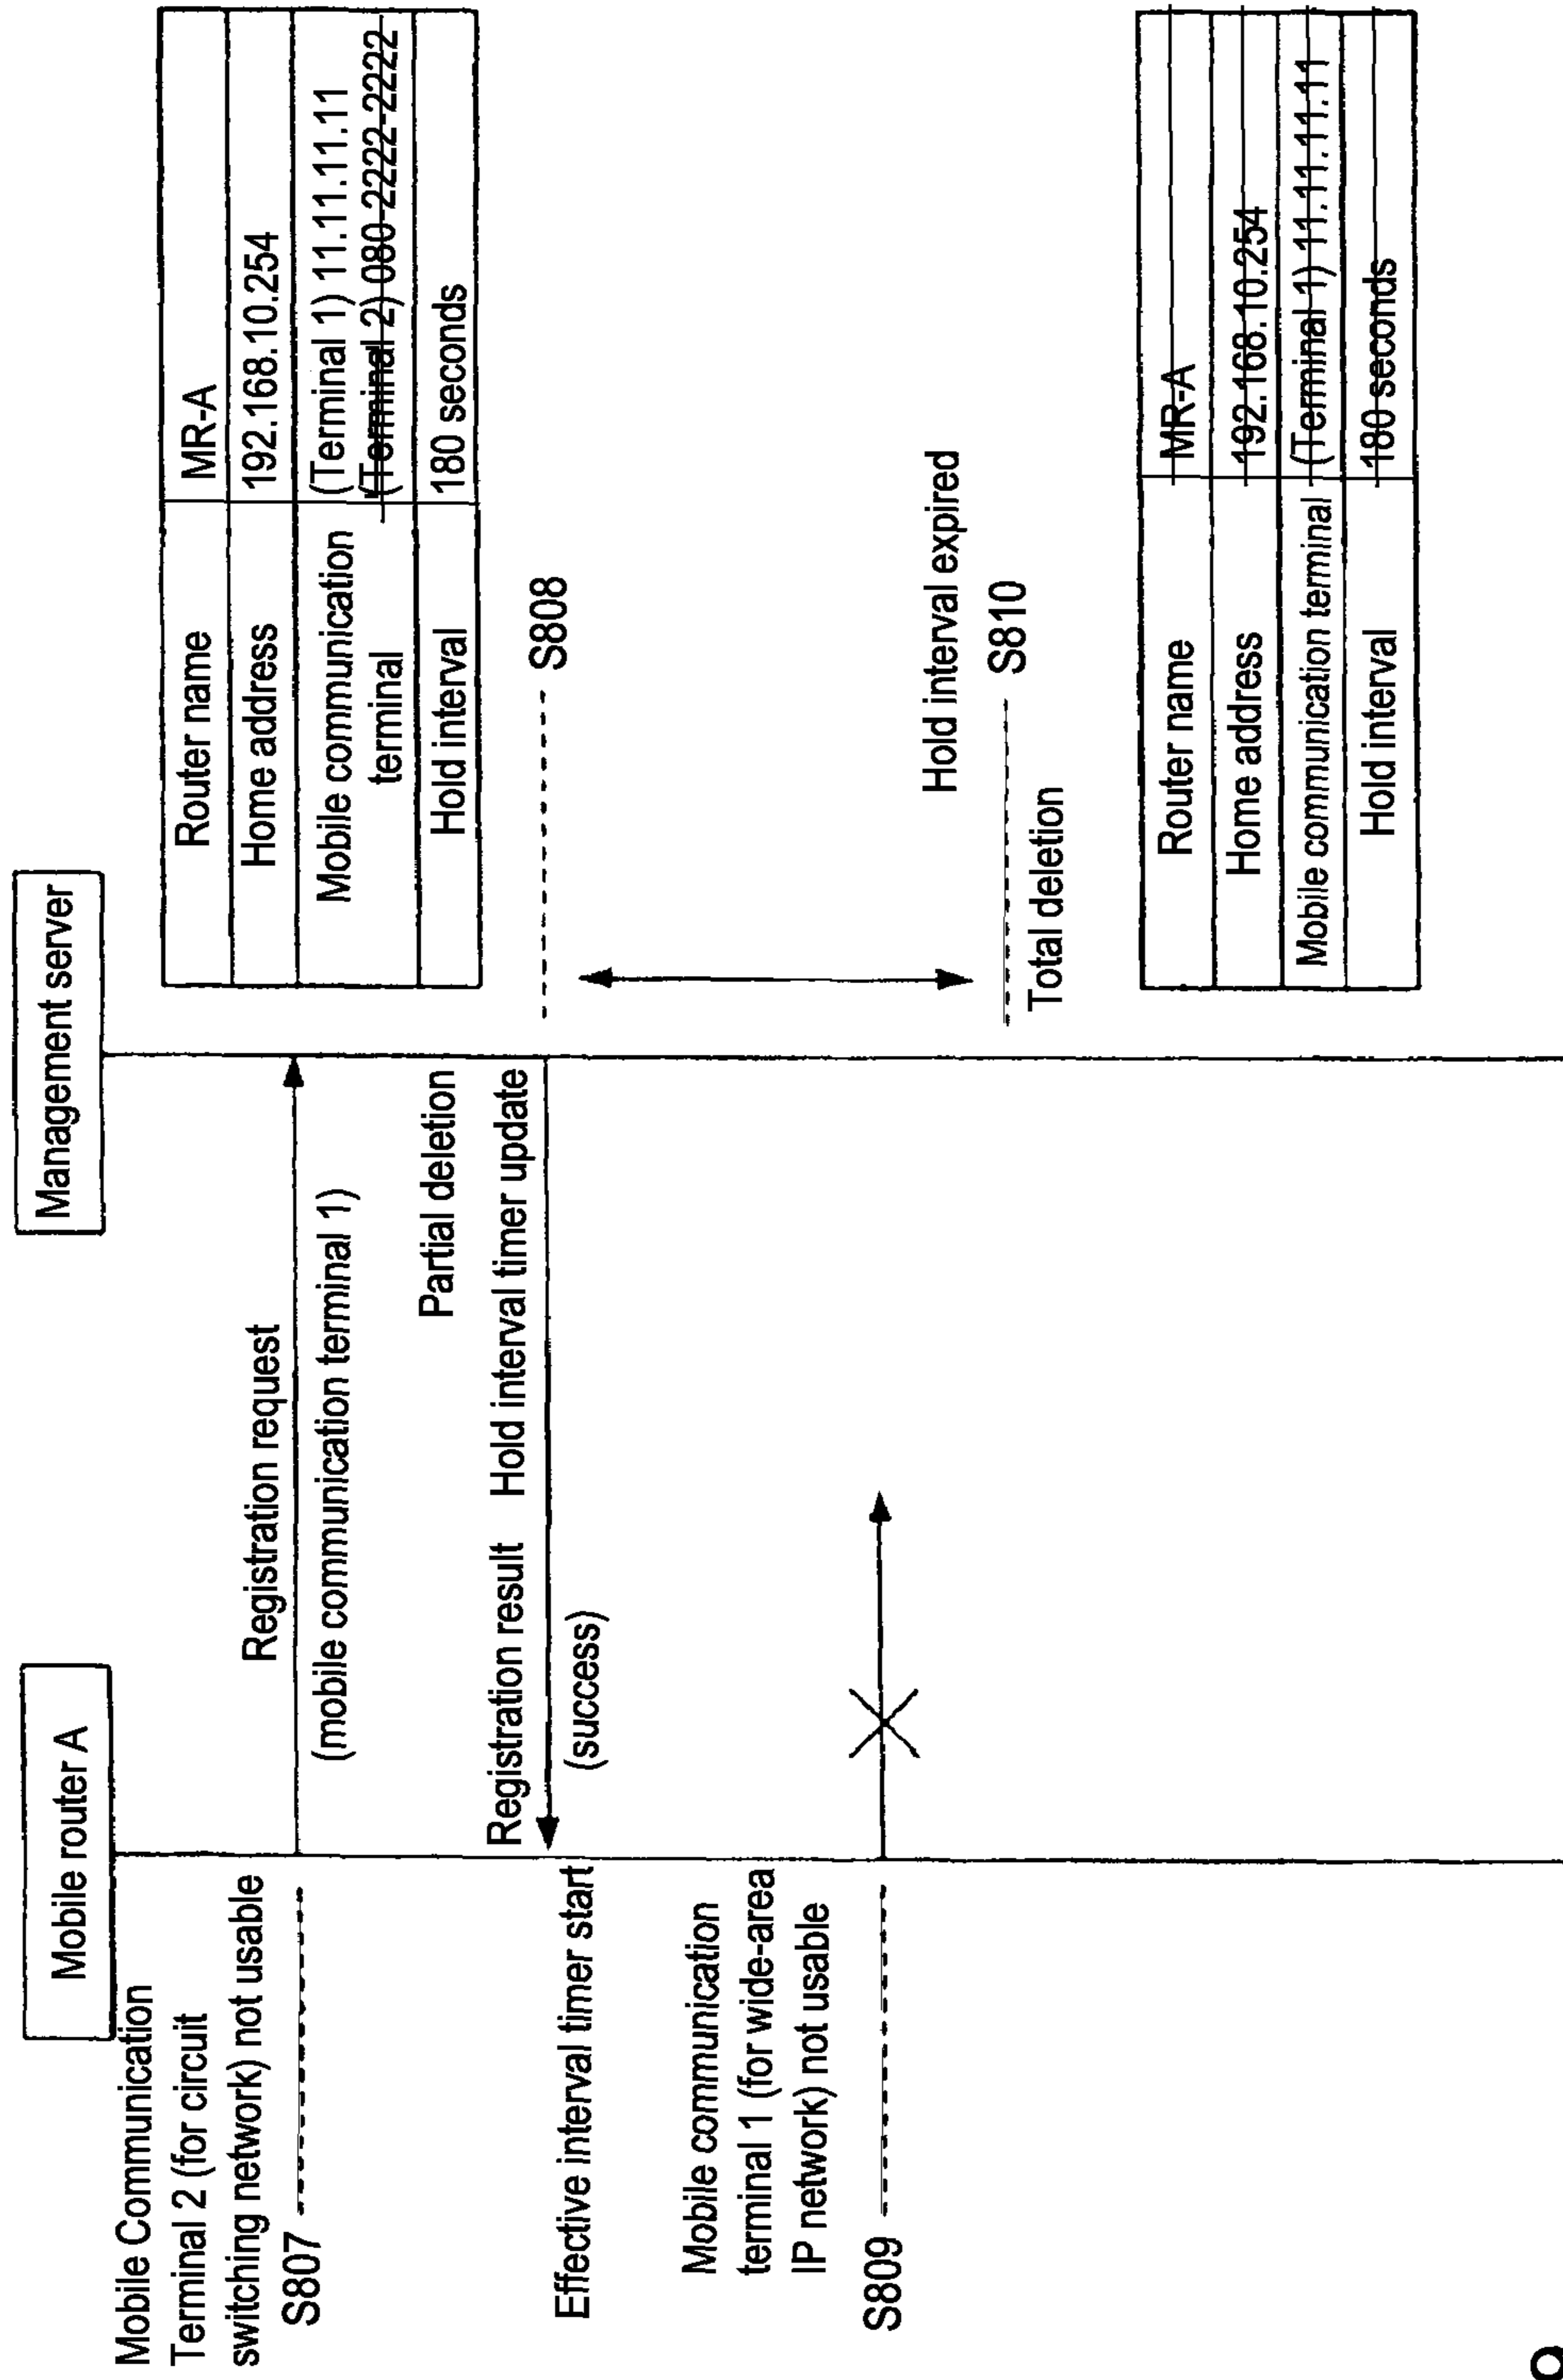 Mobile router A
Management server
Mobile Communication
Terminal 2 (for circuit
switching network) not usable
S807
Registration request
(mobile communication terminal 1)
Router name MR-A
Home address 192.168.10.254
Mobile communication
terminal
(Terminal 1) 11.11.11.11
(Terminal 2) 080-2222-2222
Hold interval 180 seconds
Partial deletion
Registration result Hold interval timer update
(success)
S808
Effective interval timer start
Mobile communication
terminal 1 (for wide-area
IP network) not usable
S809
Hold interval expired
S810
Total deletion
Router name MR-A
Home address 192.168.10.254
Mobile communication terminal (Terminal 1) 11.11.11.11
Hold interval 180 seconds